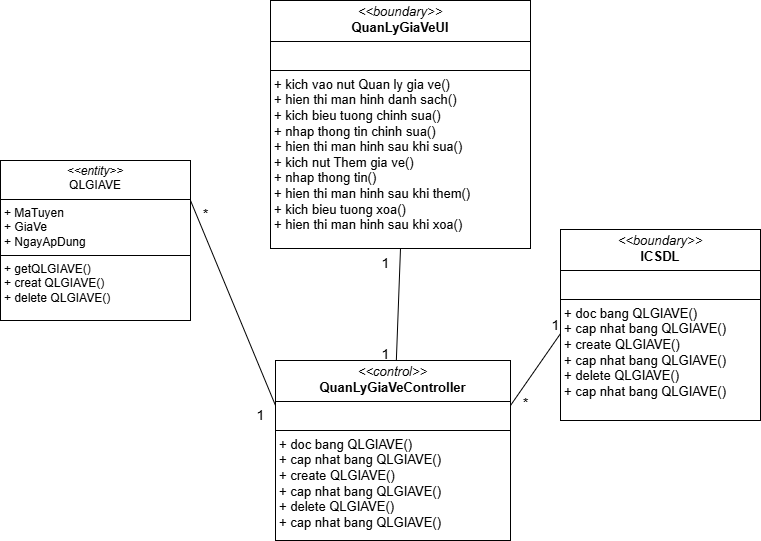 <<boundary>>
QuanLyGiaVeUI
+ kich vao nut Quan ly gia ve()
+ hien thi man hinh danh sach()
+ kich bieu tuong chinh sua()
+ nhap thong tin chinh sua()
+ hien thi man hinh sau khi sua()
+ kich nut Them gia ve()
+ nhap thong tin()
+ hien thi man hinh sau khi them()
+ kich bieu tuong xoa()
+ hien thi man hinh sau khi xoa()
<<entity>>
QLGIAVE
+ MaTuyen
+ GiaVe
+ NgayApDung
+ getQLGIAVE()
+ creat QLGIAVE()
+ delete QLGIAVE()
*
1
<<boundary>>
ICSDL
+ doc bang QLGIAVE()
+ cap nhat bang QLGIAVE()
+ create QLGIAVE()
+ cap nhat bang QLGIAVE()
+ delete QLGIAVE()
+ cap nhat bang QLGIAVE()
1
1
*
1
<<control>>
QuanLyGiaVeController
+ doc bang QLGIAVE()
+ cap nhat bang QLGIAVE()
+ create QLGIAVE()
+ cap nhat bang QLGIAVE()
+ delete QLGIAVE()
+ cap nhat bang QLGIAVE()